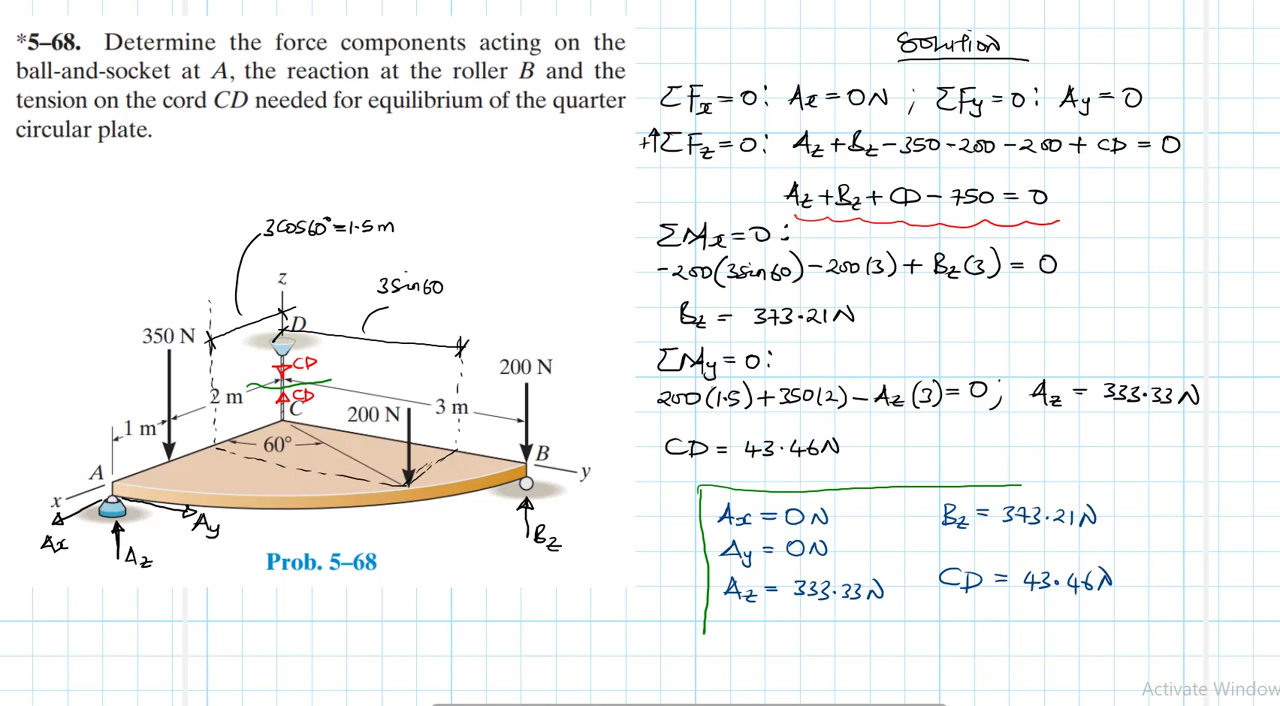 *5–68. Determine the force components acting on the
ball-and-socket at A, the reaction at the roller B and the
tension on the cord CD needed for equilibrium of the quarter
circular plate.
3cos60°=1.5m
3sin60
z
D
350 N
CD
200 N
2 m
CD
C
200 N
3 m
1 m
60°
A
B
y
x
Ax
Ay
Az
Bz
Prob. 5–68
Solution
ΣFx=0: Ax=0N ; ΣFy=0: Ay=0
+↑ΣFz=0: Az+Bz-350-200-200+CD=0
Az+Bz+CD-750=0
ΣMx=0:
-200(3sin60)-200(3)+Bz(3)=0
Bz = 373.21N
ΣMy=0:
200(1.5)+350(2)-Az(3)=0; Az = 333.33N
CD = 43.46N
Ax = 0N Bz = 373.21N
Ay = 0N
Az = 333.33N CD = 43.46N
Activate Window